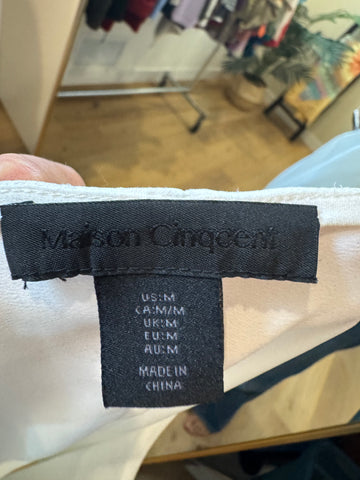 Maison Cinqcent
US:M
CA:M/M
UK:M
EU:M
AU:M
MADE IN
CHINA